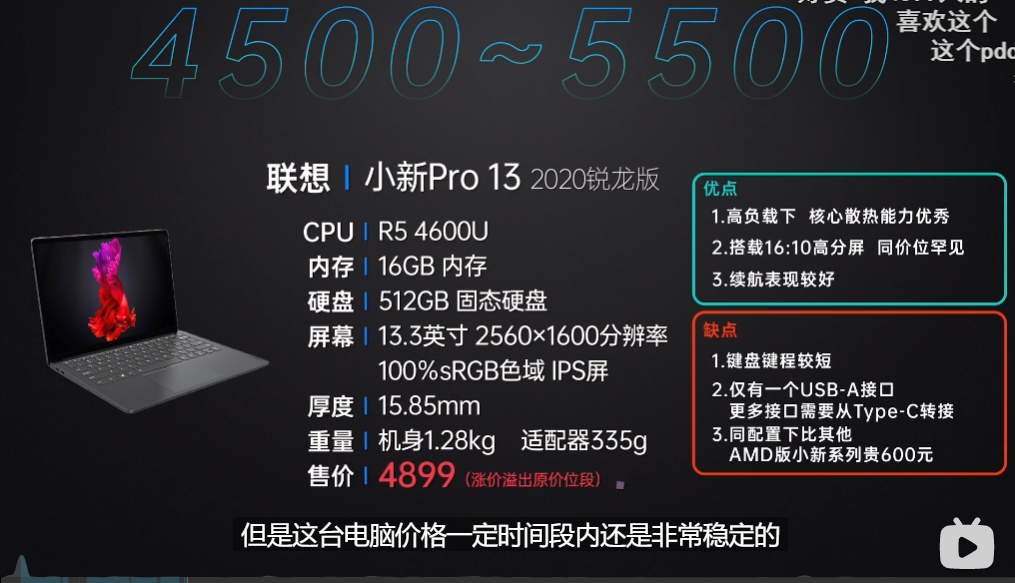 喜欢这个
这个pdd
4500~5500
联想 | 小新Pro 13 2020锐龙版
CPU | R5 4600U
内存 | 16GB 内存
硬盘 | 512GB 固态硬盘
屏幕 | 13.3英寸 2560×1600分辨率
100%sRGB色域 IPS屏
厚度 | 15.85mm
重量 | 机身1.28kg 适配器335g
售价 | 4899 (涨价溢出原价位段)
优点
1.高负载下 核心散热能力优秀
2.搭载16:10高分屏 同价位罕见
3.续航表现较好
缺点
1.键盘键程较短
2.仅有一个USB-A接口
更多接口需要从Type-C转接
3.同配置下比其他
AMD版小新系列贵600元
但是这台电脑价格一定时间段内还是非常稳定的